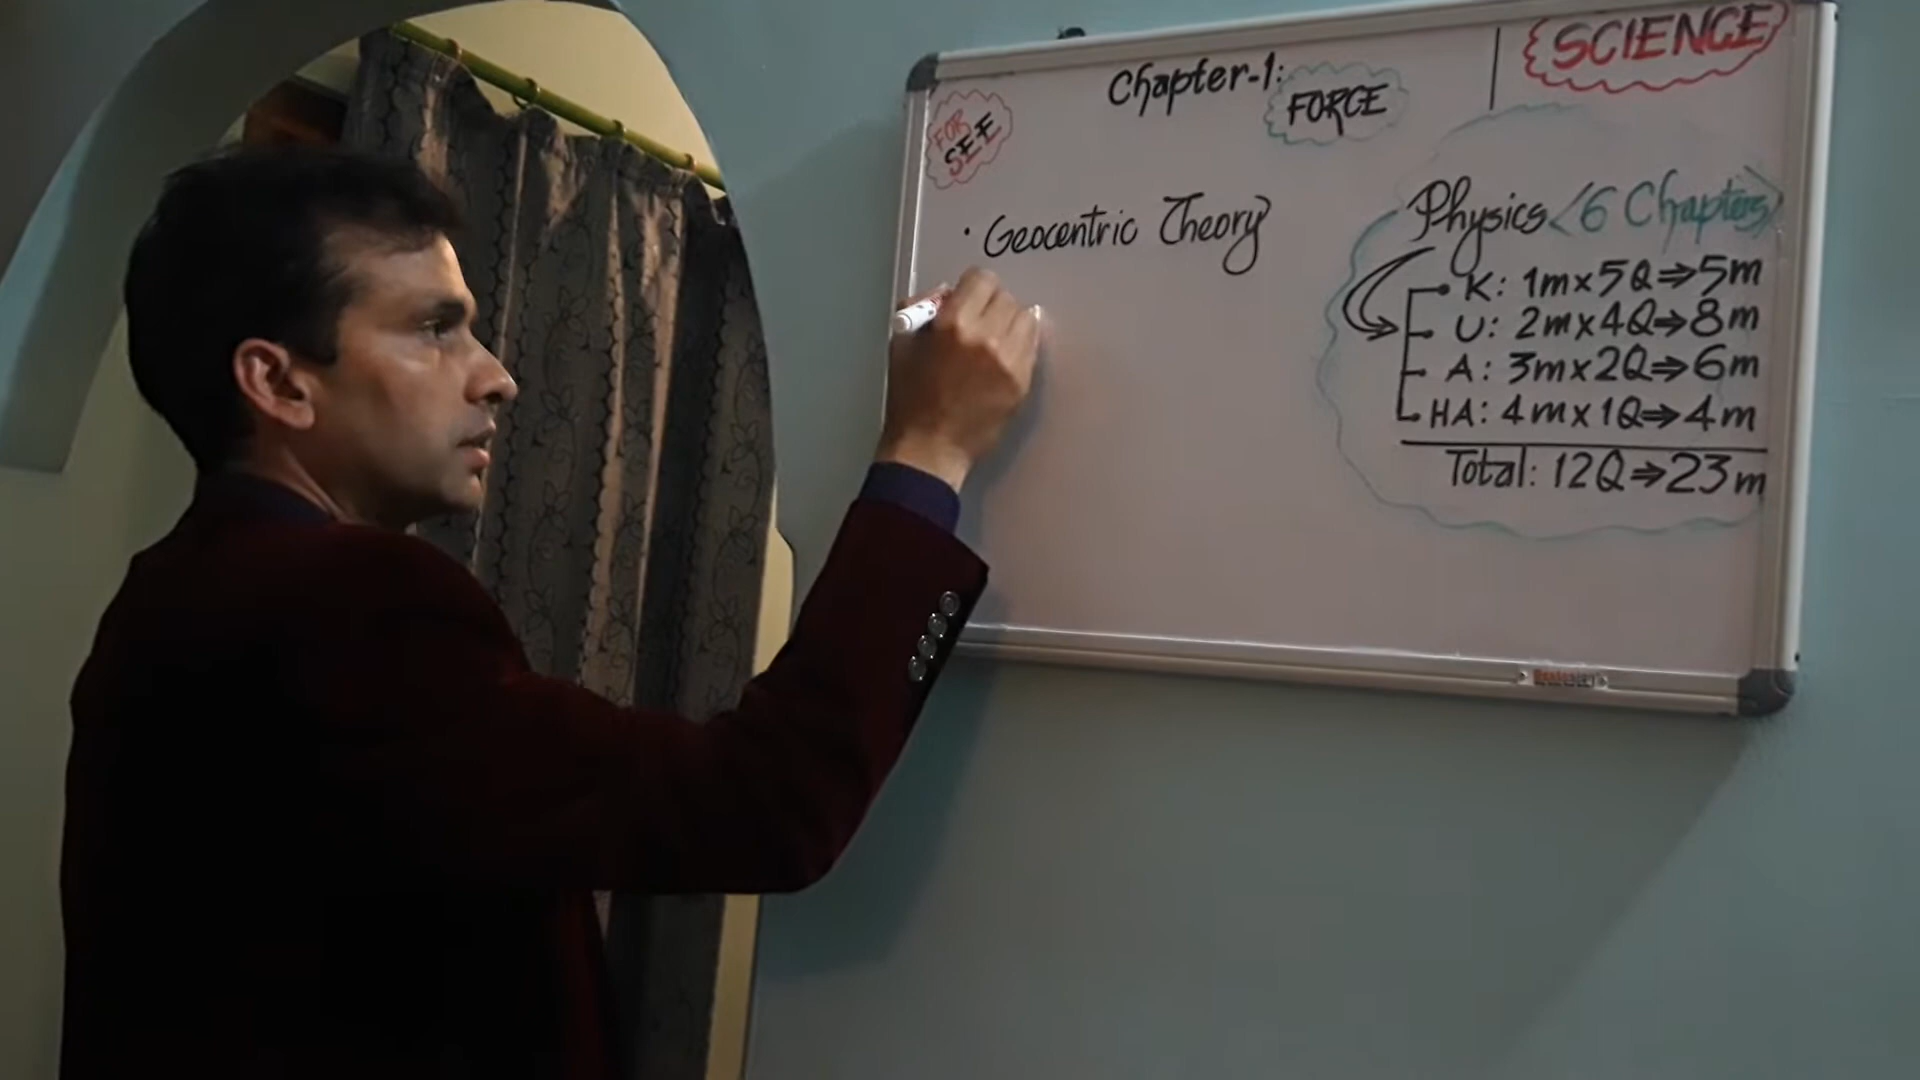 SCIENCE
Chapter-1:
FORCE
FOR
SEE
• Geocentric Theory
Physics <6 Chapters>
K: 1m×5Q⇒5m
U: 2m×4Q⇒8m
A: 3m×2Q⇒6m
HA: 4m×1Q⇒4m
Total: 12Q⇒23m